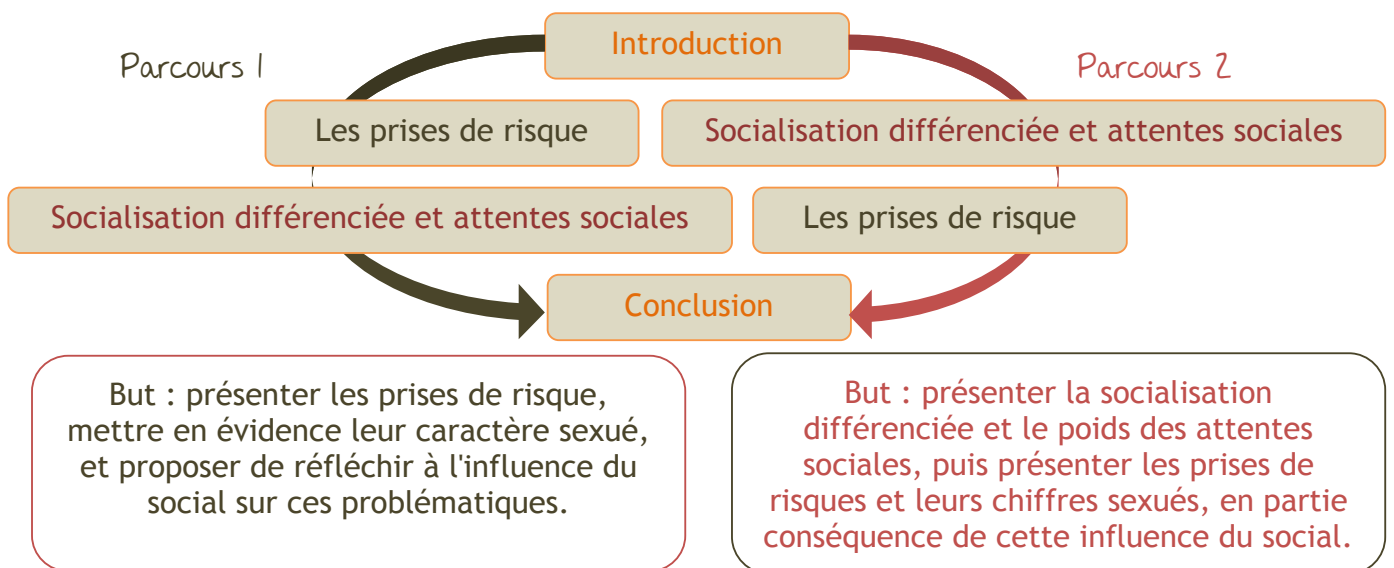 Introduction
Parcours 1
Parcours 2
Les prises de risque
Socialisation différenciée et attentes sociales
Socialisation différenciée et attentes sociales
Les prises de risque
Conclusion
But : présenter les prises de risque,
mettre en évidence leur caractère sexué,
et proposer de réfléchir à l'influence du
social sur ces problématiques.
But : présenter la socialisation
différenciée et le poids des attentes
sociales, puis présenter les prises de
risques et leurs chiffres sexués, en partie
conséquence de cette influence du social.